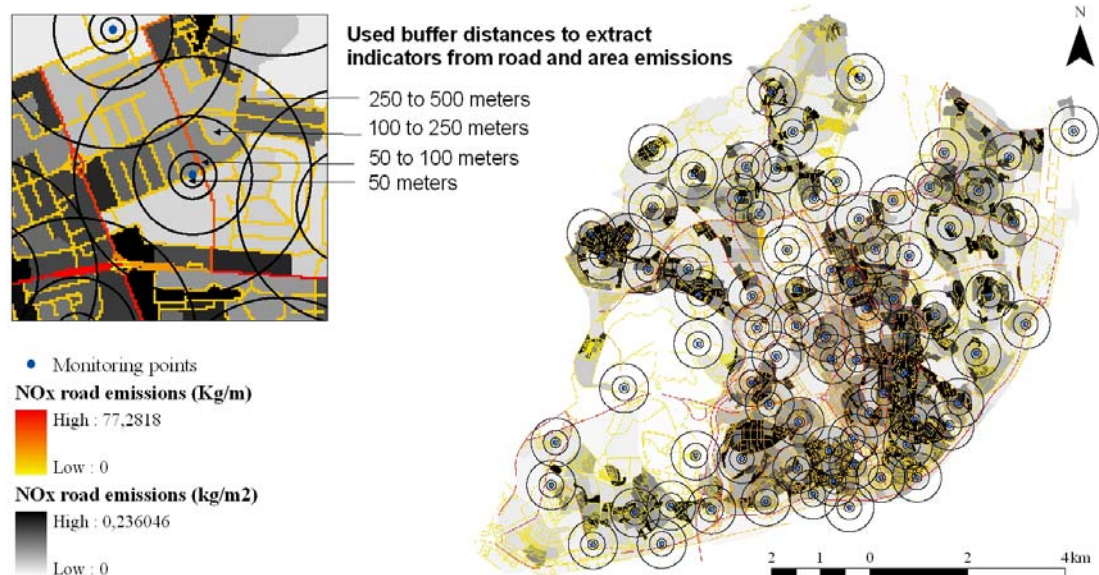 Used buffer distances to extract
indicators from road and area emissions
250 to 500 meters
100 to 250 meters
50 to 100 meters
50 meters
N
Monitoring points
NOx road emissions (Kg/m)
High : 77,2818
Low : 0
NOx road emissions (kg/m2)
High : 0,236046
Low : 0
2 1 0 2 4 km